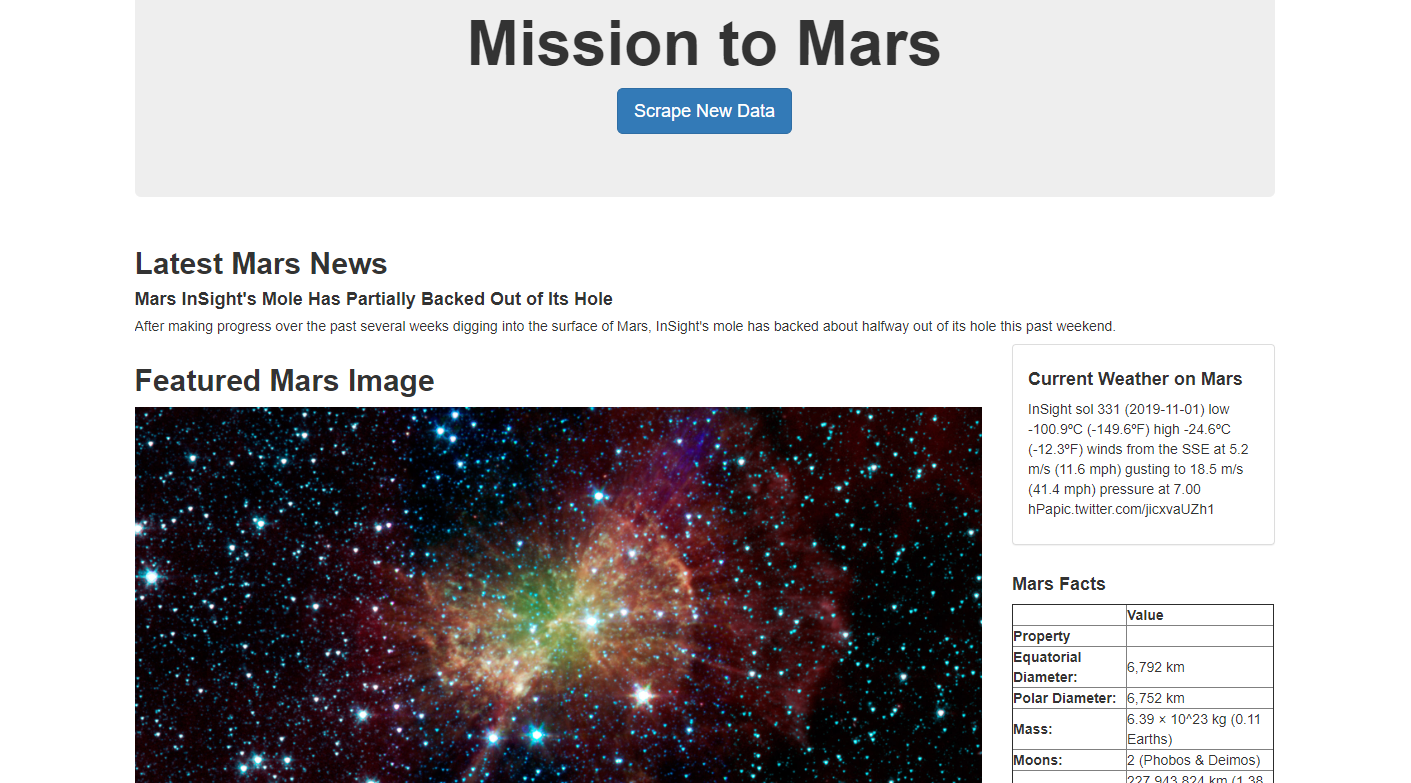 Mission to Mars
Scrape New Data
Latest Mars News
Mars InSight's Mole Has Partially Backed Out of Its Hole
After making progress over the past several weeks digging into the surface of Mars, InSight's mole has backed about halfway out of its hole this past weekend.
Featured Mars Image
Current Weather on Mars
InSight sol 331 (2019-11-01) low
-100.9ºC (-149.6ºF) high -24.6ºC
(-12.3ºF) winds from the SSE at 5.2
m/s (11.6 mph) gusting to 18.5 m/s
(41.4 mph) pressure at 7.00
hPapic.twitter.com/jicxvaUZh1
Mars Facts
Value
Property
Equatorial
Diameter:
6,792 km
Polar Diameter: 6,752 km
Mass:
6.39 × 10^23 kg (0.11
Earths)
Moons: 2 (Phobos & Deimos)
227,943,824 km (1.38